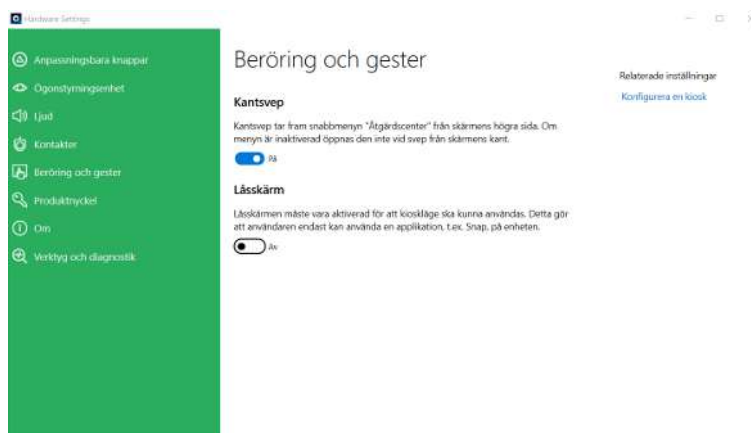 Hardware Settings
Anpassningsbara knappar
Ögonstyrningsenhet
Ljud
Kontakter
Beröring och gester
Produktnyckel
Om
Verktyg och diagnostik
Beröring och gester
Kantsvep
Kantsvep tar fram snabbmenyn "Åtgärdscenter" från skärmens högra sida. Om
menyn är inaktiverad öppnas den inte vid svep från skärmens kant.
På
Låsskärm
Låsskärmen måste vara aktiverad för att kioskläge ska kunna användas. Detta gör
att användaren endast kan använda en applikation, t.ex. Snap, på enheten.
Av
Relaterade inställningar
Konfigurera en kiosk